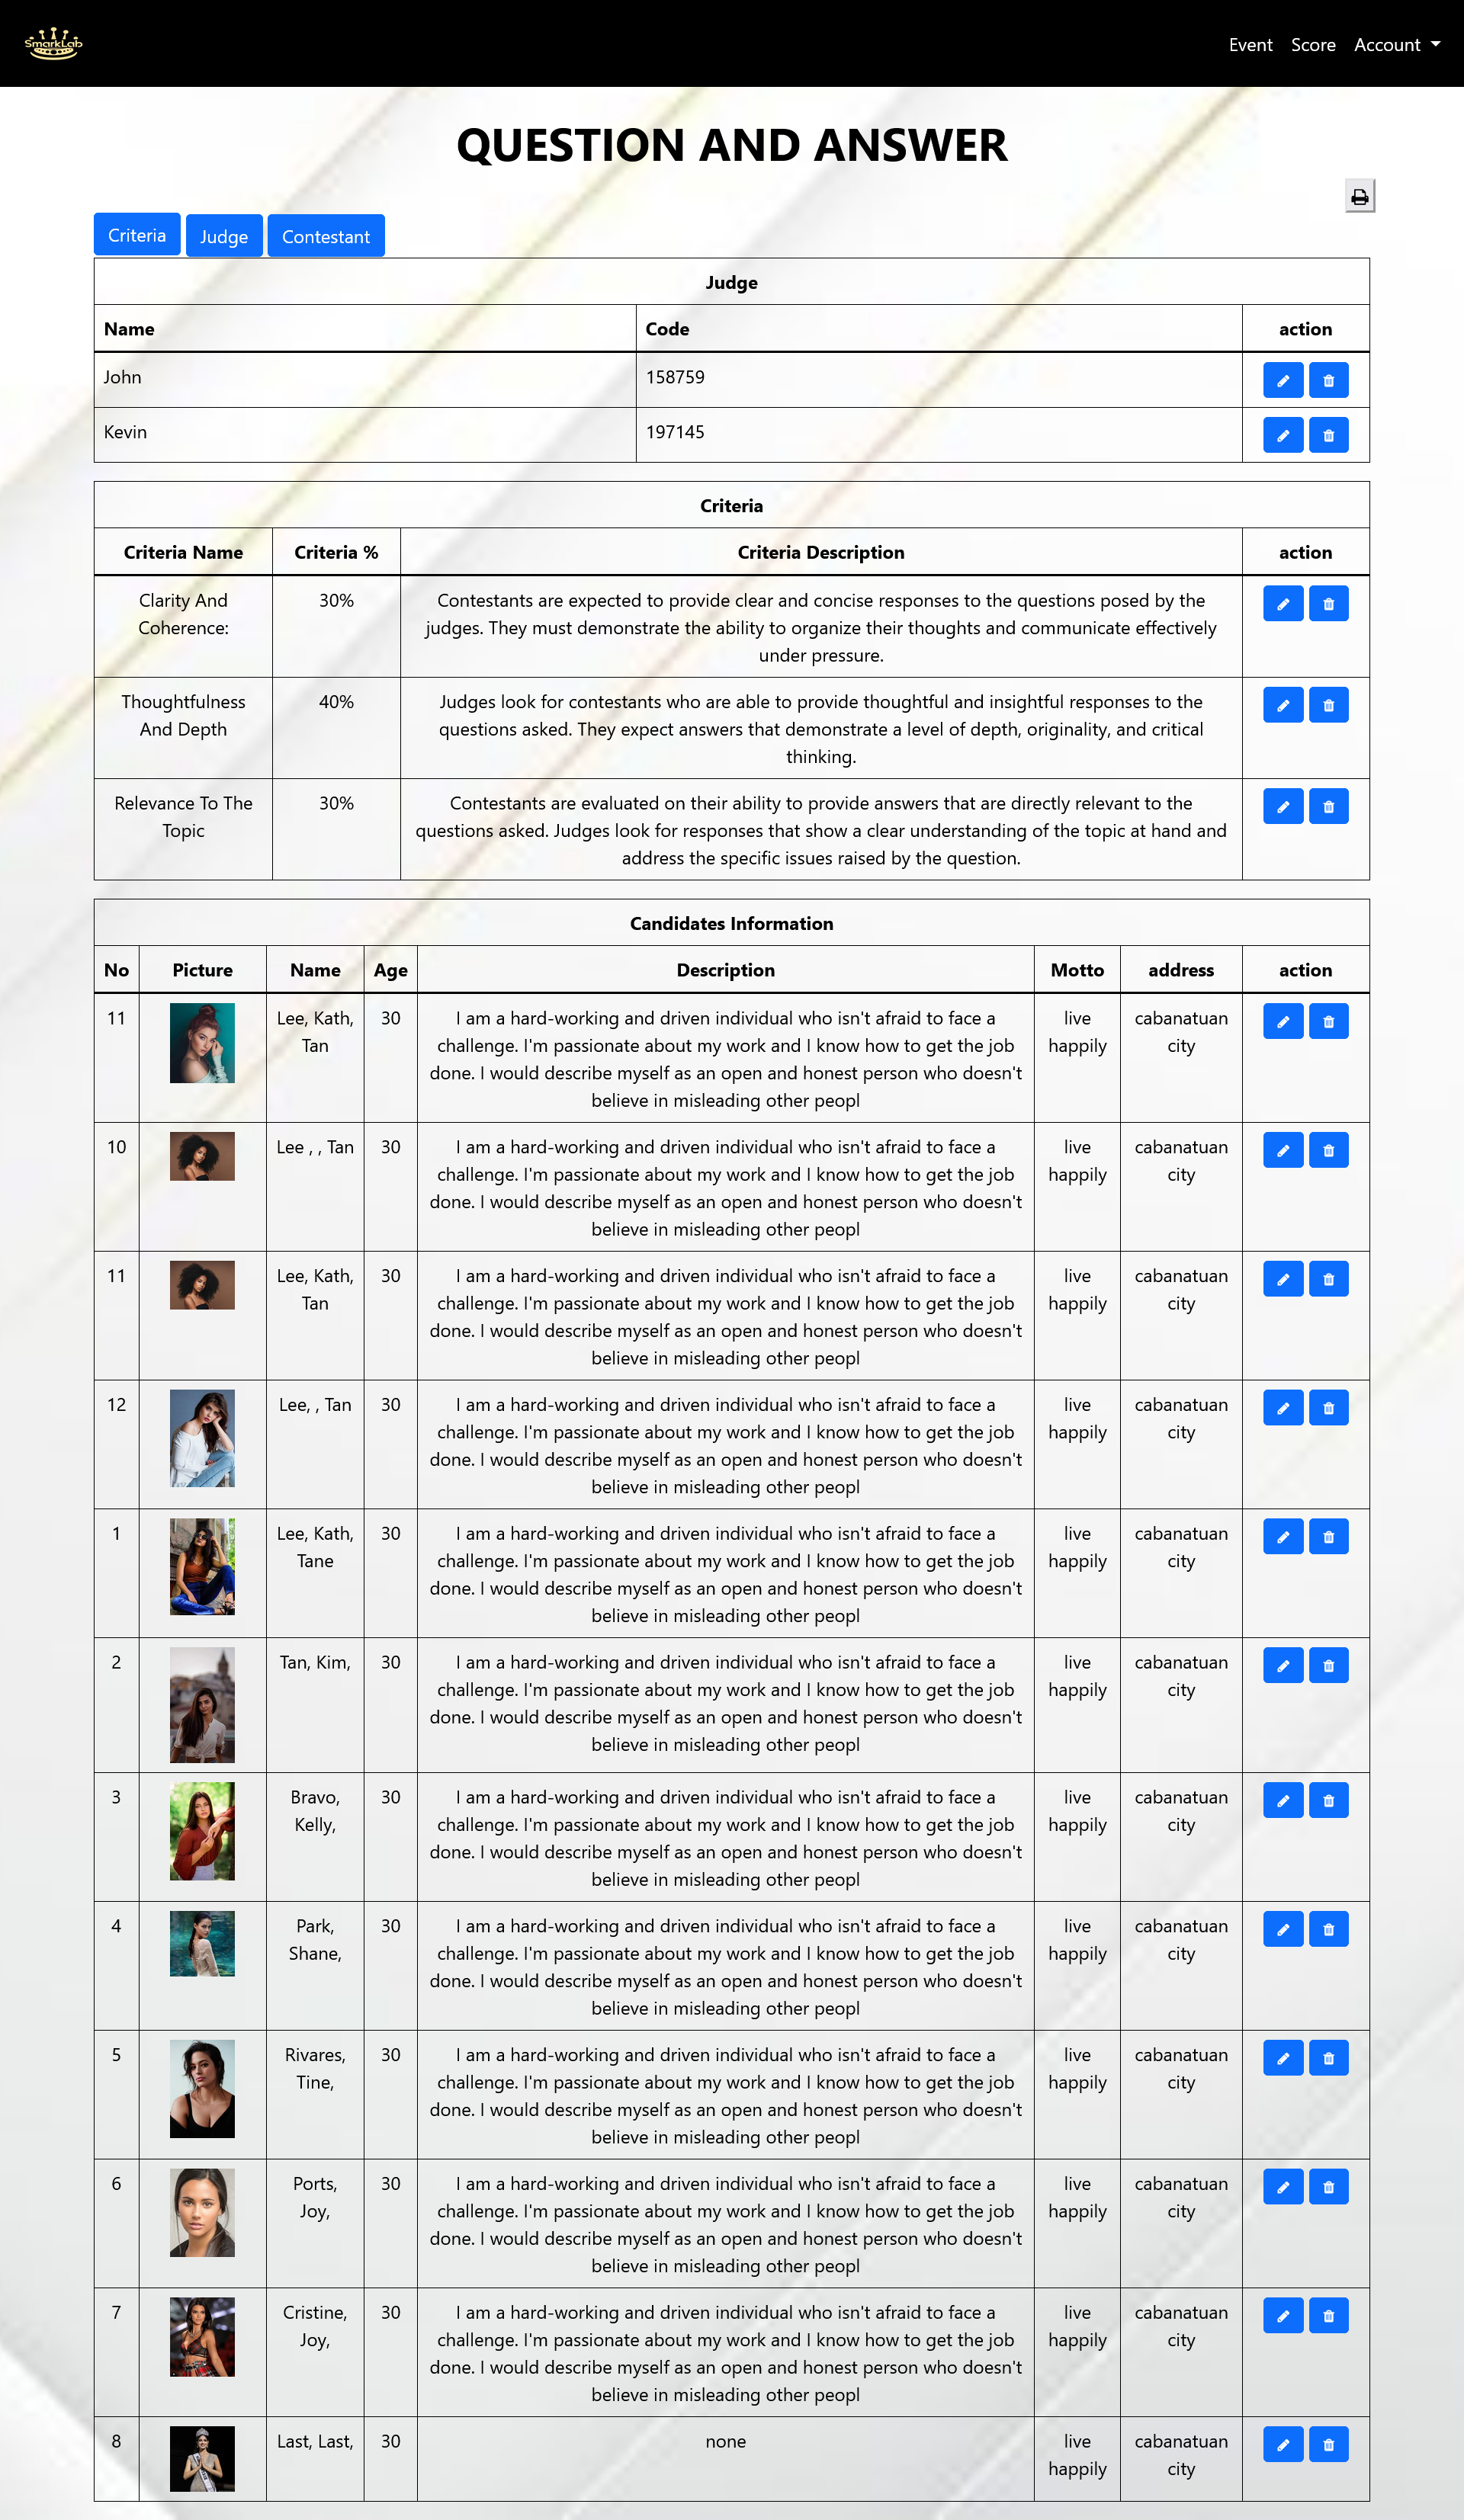 SmarkLab
Event Score Account
QUESTION AND ANSWER
Criteria Judge Contestant
Judge
Name Code action
John 158759
Kevin 197145
Criteria
Criteria Name Criteria % Criteria Description action
Clarity And 30% Contestants are expected to provide clear and concise responses to the questions posed by the
Coherence: judges. They must demonstrate the ability to organize their thoughts and communicate effectively
under pressure.
Thoughtfulness 40% Judges look for contestants who are able to provide thoughtful and insightful responses to the
And Depth questions asked. They expect answers that demonstrate a level of depth, originality, and critical
thinking.
Relevance To The 30% Contestants are evaluated on their ability to provide answers that are directly relevant to the
Topic questions asked. Judges look for responses that show a clear understanding of the topic at hand and
address the specific issues raised by the question.
Candidates Information
No Picture Name Age Description Motto address action
11 Lee, Kath, 30 I am a hard-working and driven individual who isn't afraid to face a live cabanatuan
Tan challenge. I'm passionate about my work and I know how to get the job happily city
done. I would describe myself as an open and honest person who doesn't
believe in misleading other peopl
10 Lee , , Tan 30 I am a hard-working and driven individual who isn't afraid to face a live cabanatuan
challenge. I'm passionate about my work and I know how to get the job happily city
done. I would describe myself as an open and honest person who doesn't
believe in misleading other peopl
11 Lee, Kath, 30 I am a hard-working and driven individual who isn't afraid to face a live cabanatuan
Tan challenge. I'm passionate about my work and I know how to get the job happily city
done. I would describe myself as an open and honest person who doesn't
believe in misleading other peopl
12 Lee, , Tan 30 I am a hard-working and driven individual who isn't afraid to face a live cabanatuan
challenge. I'm passionate about my work and I know how to get the job happily city
done. I would describe myself as an open and honest person who doesn't
believe in misleading other peopl
1 Lee, Kath, 30 I am a hard-working and driven individual who isn't afraid to face a live cabanatuan
Tane challenge. I'm passionate about my work and I know how to get the job happily city
done. I would describe myself as an open and honest person who doesn't
believe in misleading other peopl
2 Tan, Kim, 30 I am a hard-working and driven individual who isn't afraid to face a live cabanatuan
challenge. I'm passionate about my work and I know how to get the job happily city
done. I would describe myself as an open and honest person who doesn't
believe in misleading other peopl
3 Bravo, 30 I am a hard-working and driven individual who isn't afraid to face a live cabanatuan
Kelly, challenge. I'm passionate about my work and I know how to get the job happily city
done. I would describe myself as an open and honest person who doesn't
believe in misleading other peopl
4 Park, 30 I am a hard-working and driven individual who isn't afraid to face a live cabanatuan
Shane, challenge. I'm passionate about my work and I know how to get the job happily city
done. I would describe myself as an open and honest person who doesn't
believe in misleading other peopl
5 Rivares, 30 I am a hard-working and driven individual who isn't afraid to face a live cabanatuan
Tine, challenge. I'm passionate about my work and I know how to get the job happily city
done. I would describe myself as an open and honest person who doesn't
believe in misleading other peopl
6 Ports, 30 I am a hard-working and driven individual who isn't afraid to face a live cabanatuan
Joy, challenge. I'm passionate about my work and I know how to get the job happily city
done. I would describe myself as an open and honest person who doesn't
believe in misleading other peopl
7 Cristine, 30 I am a hard-working and driven individual who isn't afraid to face a live cabanatuan
Joy, challenge. I'm passionate about my work and I know how to get the job happily city
done. I would describe myself as an open and honest person who doesn't
believe in misleading other peopl
8 Last, Last, 30 none live cabanatuan
happily city